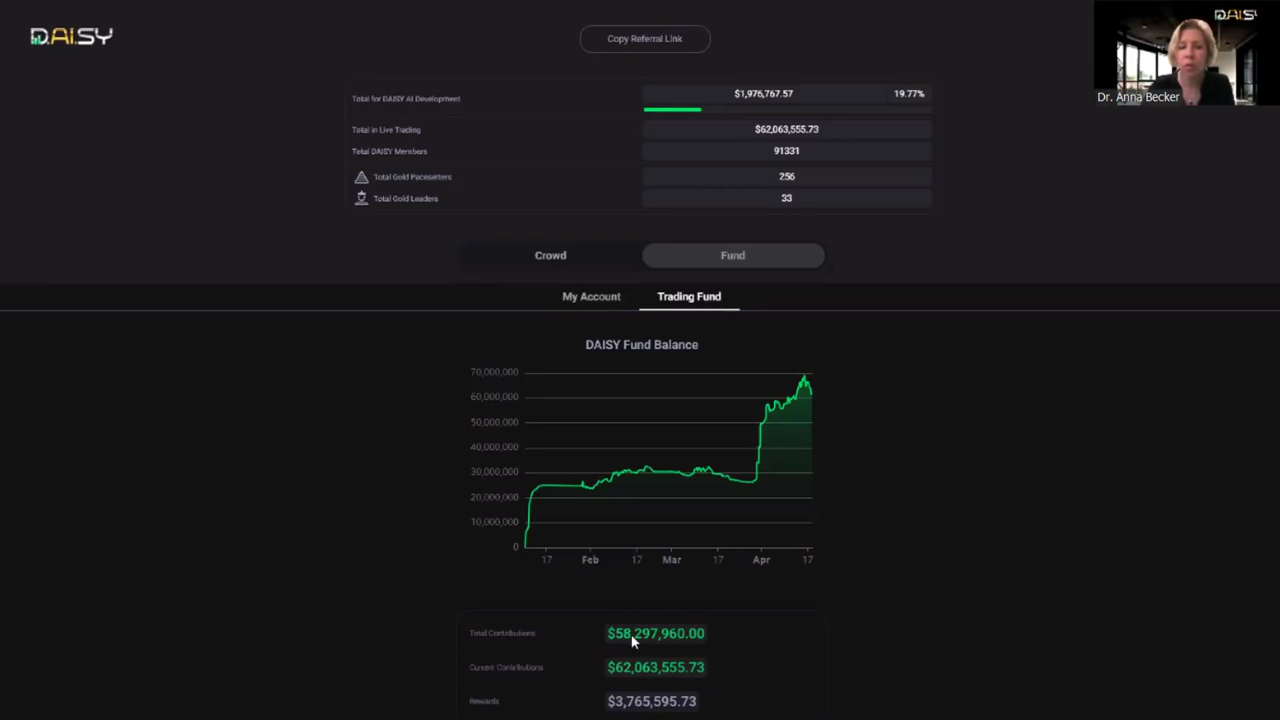 DAISY
Copy Referral Link
DAISY
Dr. Anna Becker
Total for DAISY AI Development $1,976,767.57 19.77%
Total in Live Trading $62,063,555.73
Total DAISY Members 91331
Total Gold Pacesetters 256
Total Gold Leaders 33
Crowd Fund
My Account Trading Fund
DAISY Fund Balance
70,000,000
60,000,000
50,000,000
40,000,000
30,000,000
20,000,000
10,000,000
0
17 Feb 17 Mar 17 Apr 17
Total Contributions $58,297,960.00
Current Contributions $62,063,555.73
Rewards $3,765,595.73